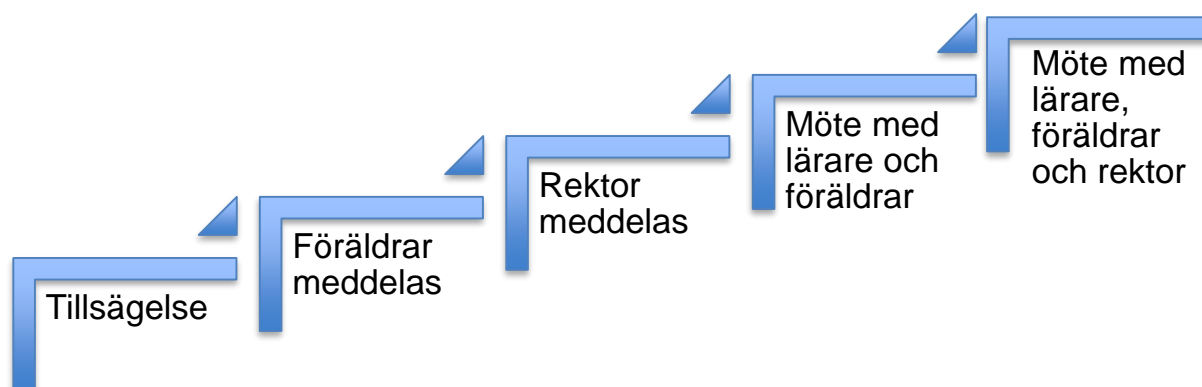 Tillsägelse
Föräldrar
meddelas
Rektor
meddelas
Möte med
lärare och
föräldrar
Möte med
lärare,
föräldrar
och rektor